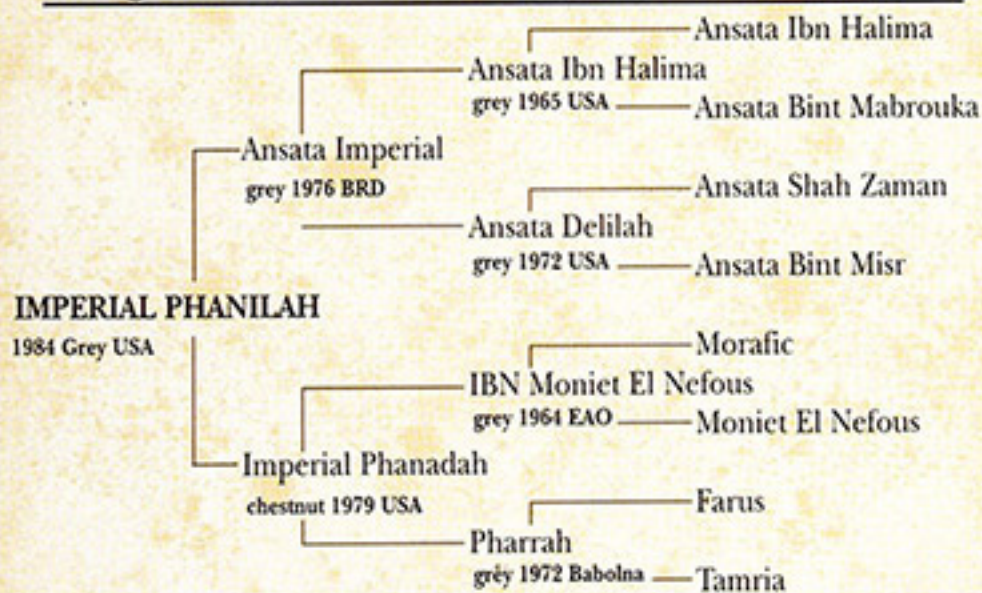 Ansata Ibn Halima
Ansata Ibn Halima
grey 1965 USA
Ansata Bint Mabrouka
Ansata Imperial
grey 1976 BRD
Ansata Shah Zaman
Ansata Delilah
grey 1972 USA
Ansata Bint Misr
IMPERIAL PHANILAH
1984 Grey USA
Morafic
IBN Moniet El Nefous
grey 1964 EAO
Moniet El Nefous
Imperial Phanadah
chestnut 1979 USA
Farus
Pharrah
grey 1972 Babolna
Tamria